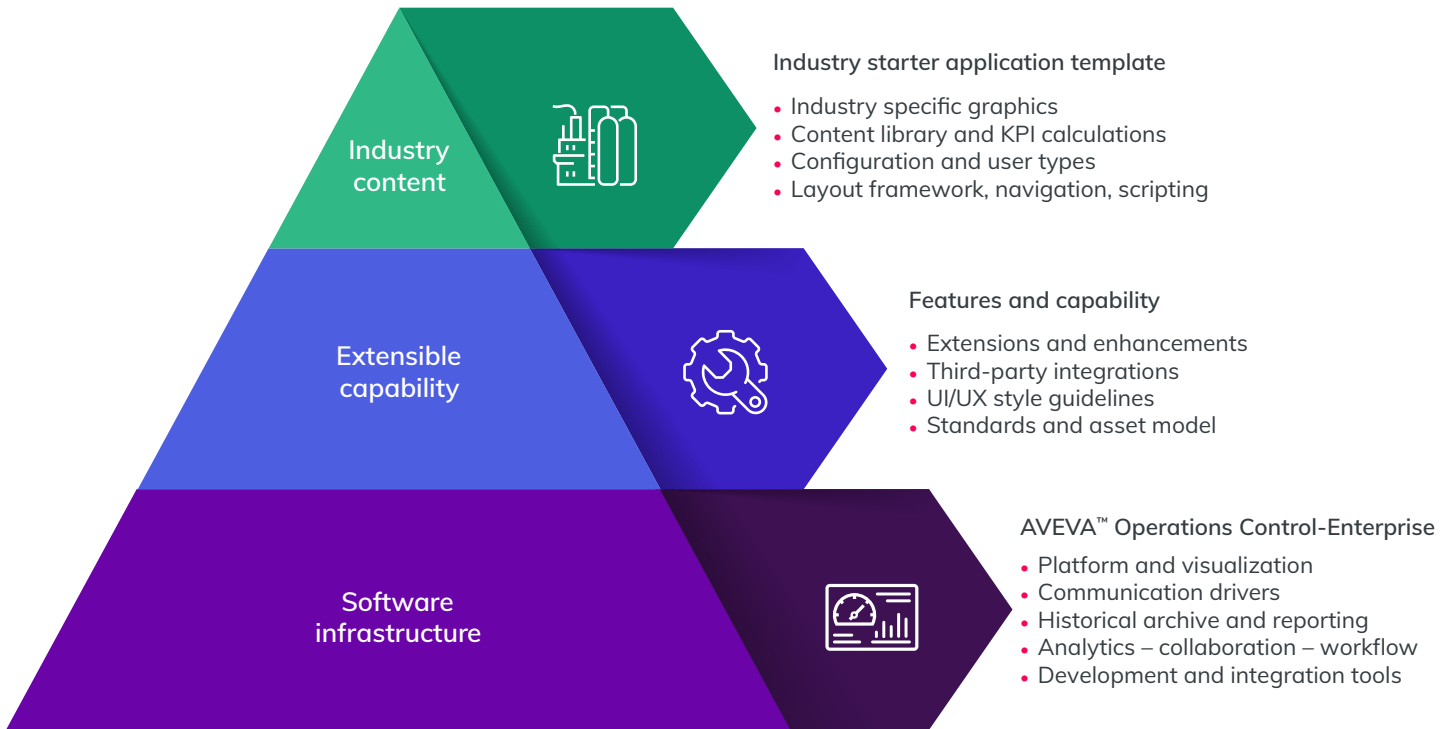 Industry
content
Industry starter application template
• Industry specific graphics
• Content library and KPI calculations
• Configuration and user types
• Layout framework, navigation, scripting
Extensible
capability
Features and capability
• Extensions and enhancements
• Third-party integrations
• UI/UX style guidelines
• Standards and asset model
Software
infrastructure
AVEVA™ Operations Control-Enterprise
• Platform and visualization
• Communication drivers
• Historical archive and reporting
• Analytics – collaboration – workflow
• Development and integration tools